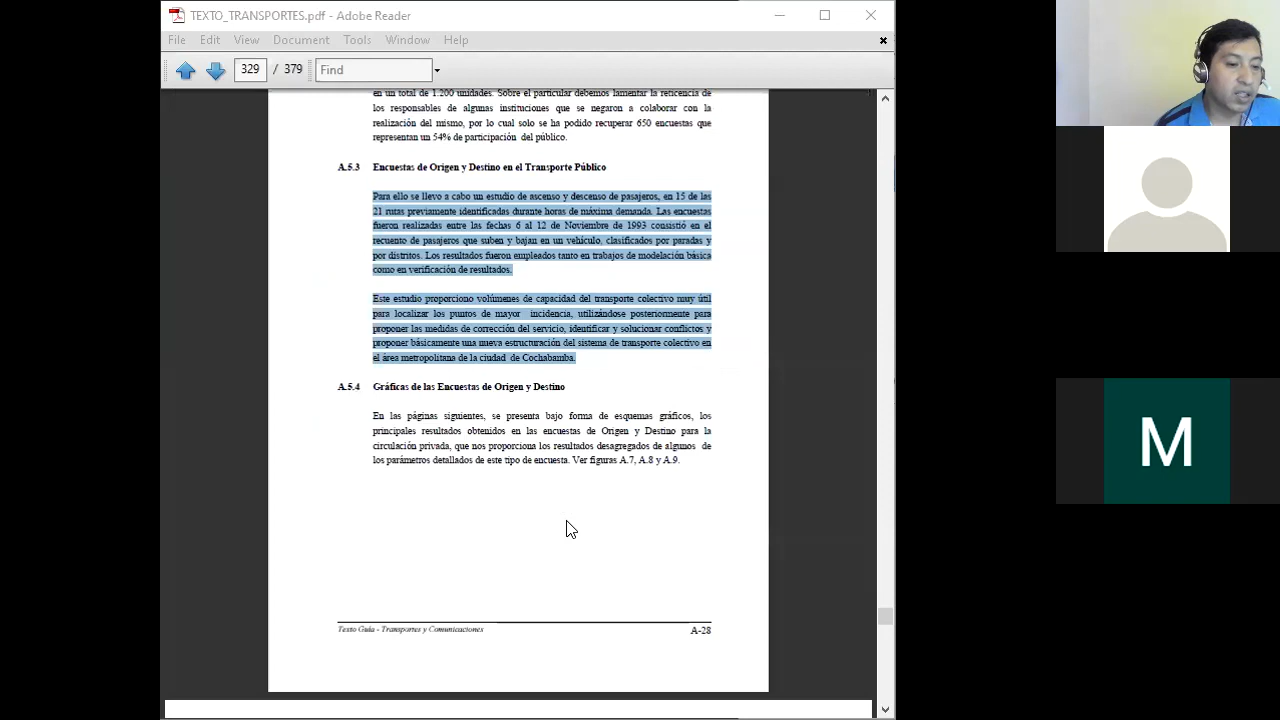 TEXTO_TRANSPORTES.pdf - Adobe Reader
File Edit View Document Tools Window Help
329 / 379 Find
en un total de 1.200 unidades. Sobre el particular debemos lamentar la reticencia de
los responsables de algunas instituciones que se negaron a colaborar con la
realización del mismo, por lo cual solo se ha podido recuperar 650 encuestas que
representan un 54% de participación del público.
A.5.3 Encuestas de Origen y Destino en el Transporte Público
Para ello se llevo a cabo un estudio de ascenso y descenso de pasajeros, en 15 de las
21 rutas previamente identificadas durante horas de máxima demanda. Las encuestas
fueron realizadas entre las fechas 6 al 12 de Noviembre de 1993 consistió en el
recuento de pasajeros que suben y bajan en un vehículo, clasificados por paradas y
por distritos. Los resultados fueron empleados tanto en trabajos de modelación básica
como en verificación de resultados.
Este estudio proporciono volúmenes de capacidad del transporte colectivo muy útil
para localizar los puntos de mayor incidencia, utilizándose posteriormente para
proponer las medidas de corrección del servicio, identificar y solucionar conflictos y
proponer básicamente una nueva estructuración del sistema de transporte colectivo en
el área metropolitana de la ciudad de Cochabamba.
A.5.4 Gráficas de las Encuestas de Origen y Destino
En las páginas siguientes, se presenta bajo forma de esquemas gráficos, los
principales resultados obtenidos en las encuestas de Origen y Destino para la
circulación privada, que nos proporciona los resultados desagregados de algunos de
los parámetros detallados de este tipo de encuesta. Ver figuras A.7, A.8 y A.9.
Texto Guía - Transportes y Comunicaciones A-28
M